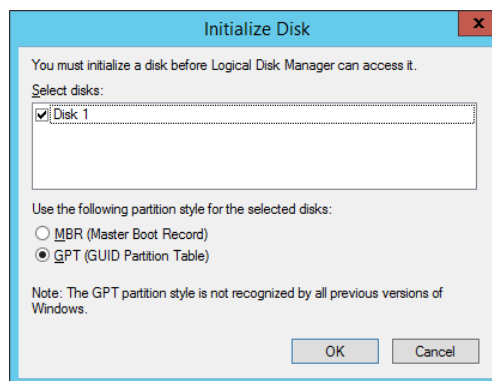 Initialize Disk
x
You must initialize a disk before Logical Disk Manager can access it.
Select disks:
Disk 1
Use the following partition style for the selected disks:
MBR (Master Boot Record)
GPT (GUID Partition Table)
Note: The GPT partition style is not recognized by all previous versions of
Windows.
OK Cancel